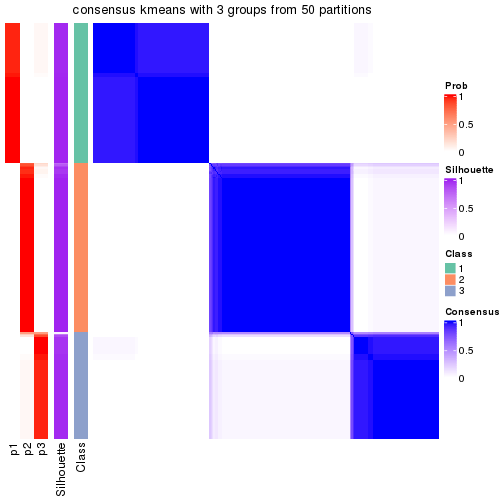 consensus kmeans with 3 groups from 50 partitions
Prob
1
0.5
0
Silhouette
1
0.5
0
Class
1
2
3
Consensus
1
0.5
0
p1
p2
p3
Silhouette
Class